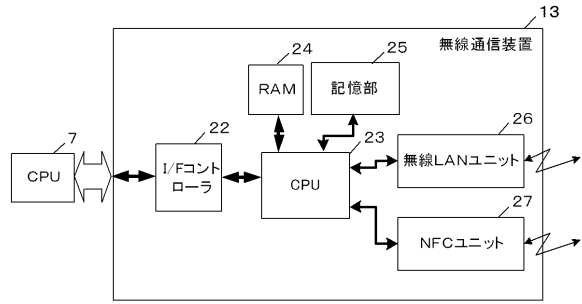 13
無線通信装置
24
25
RAM
記憶部
7
22
23
26
CPU
I/Fコント
ローラ
CPU
無線LANユニット
27
NFCユニット